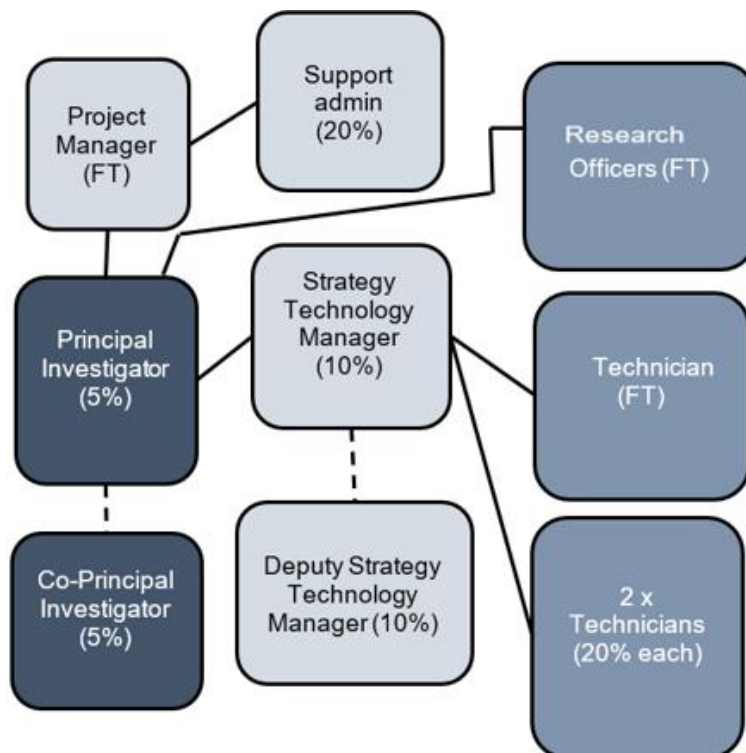 Project
Manager
(FT)
Support
admin
(20%)
Research
Officers (FT)
Principal
Investigator
(5%)
Strategy
Technology
Manager
(10%)
Technician
(FT)
Co-Principal
Investigator
(5%)
Deputy Strategy
Technology
Manager (10%)
2 x
Technicians
(20% each)